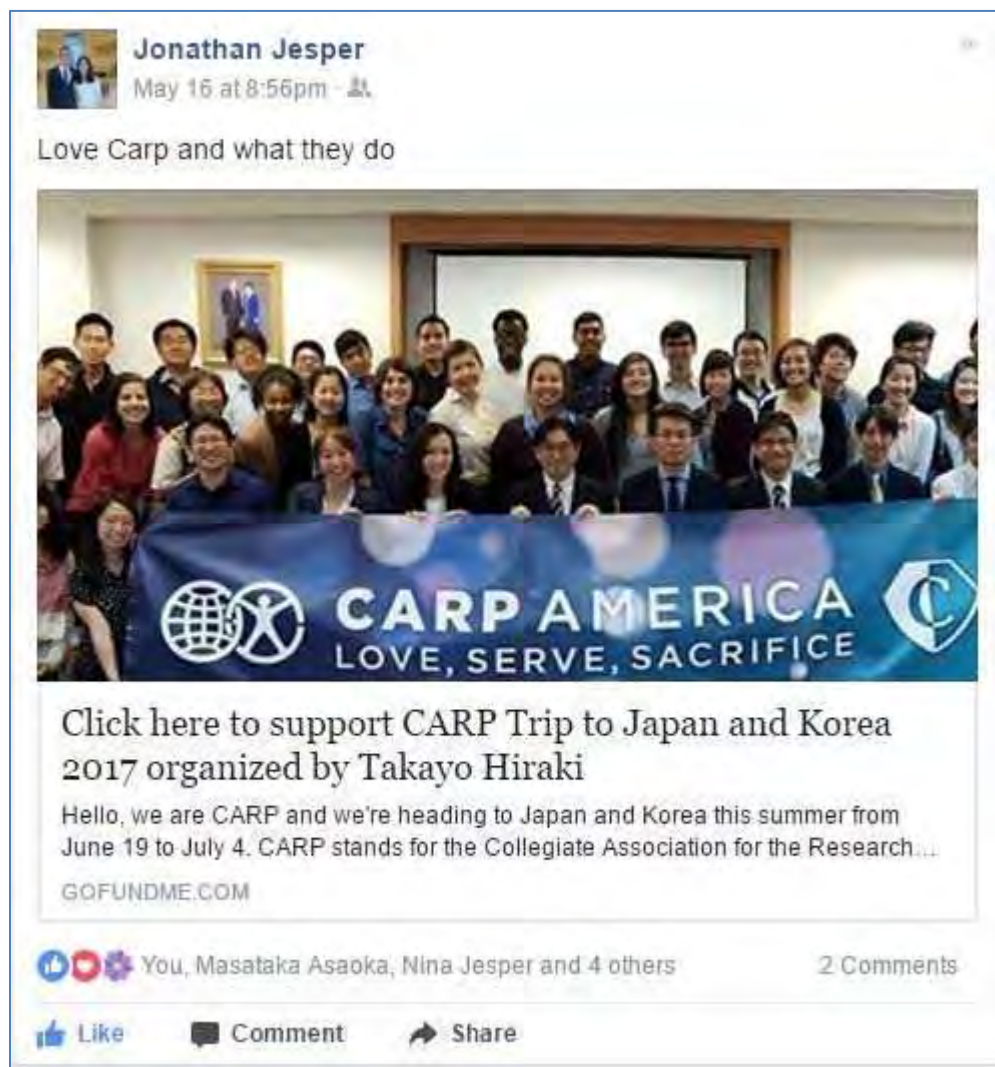 Jonathan Jesper
May 16 at 8:56pm ·
Love Carp and what they do
CARP AMERICA
LOVE, SERVE, SACRIFICE
C
Click here to support CARP Trip to Japan and Korea
2017 organized by Takayo Hiraki
Hello, we are CARP and we're heading to Japan and Korea this summer from
June 19 to July 4. CARP stands for the Collegiate Association for the Research...
GOFUNDME.COM
You, Masataka Asaoka, Nina Jesper and 4 others 2 Comments
Like Comment Share